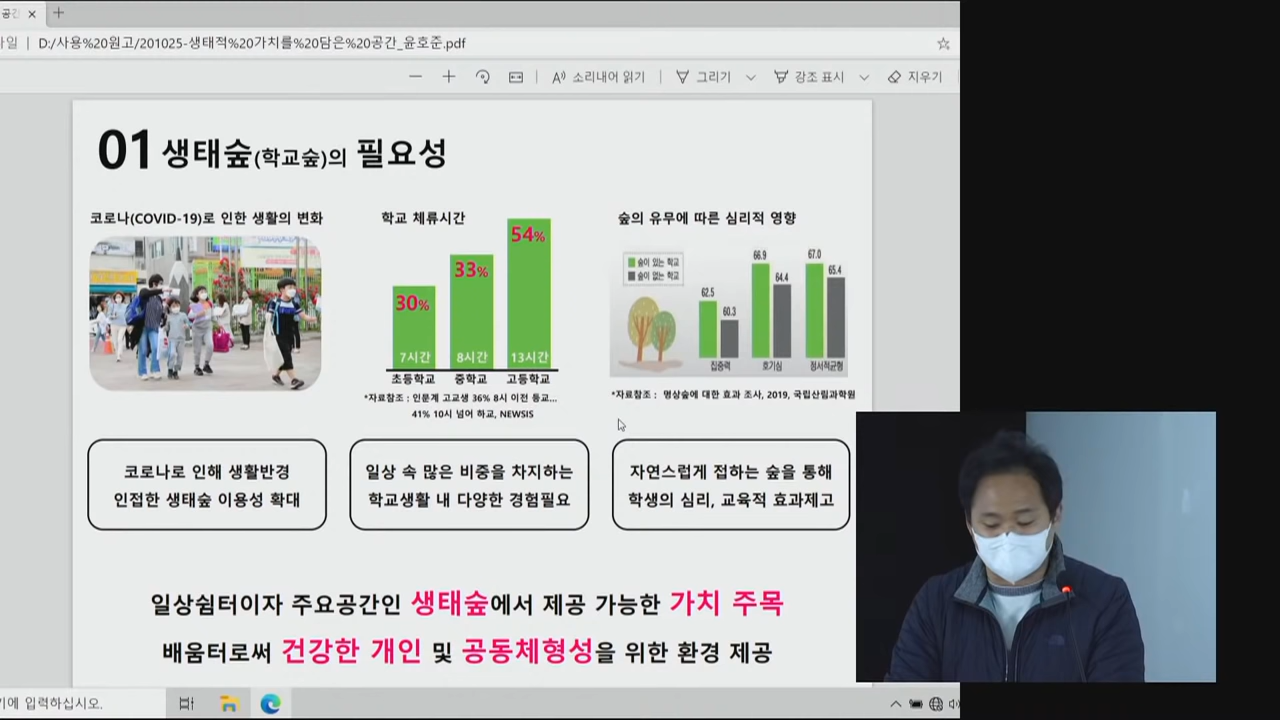 공간
D:/사용%20원고/201025-생태적%20가치를%20담은%20공간_윤호준.pdf
소리내어 읽기
그리기
강조 표시
지우기
01 생태숲(학교숲)의 필요성
코로나(COVID-19)로 인한 생활의 변화
학교 체류시간
30%
33%
54%
7시간
8시간
13시간
초등학교
중학교
고등학교
*자료참조 : 인문계 고교생 36% 8시 이전 등교...
41% 10시 넘어 하교, NEWSIS
숲의 유무에 따른 심리적 영향
숲이 있는 학교
숲이 없는 학교
62.5
60.3
66.9
64.4
67.0
65.4
집중력
호기심
정서적균형
*자료참조 : 명상숲에 대한 효과 조사, 2019, 국립산림과학원
코로나로 인해 생활반경
인접한 생태숲 이용성 확대
일상 속 많은 비중을 차지하는
학교생활 내 다양한 경험필요
자연스럽게 접하는 숲을 통해
학생의 심리, 교육적 효과제고
일상쉼터이자 주요공간인 생태숲에서 제공 가능한 가치 주목
배움터로써 건강한 개인 및 공동체형성을 위한 환경 제공
입력하십시오.